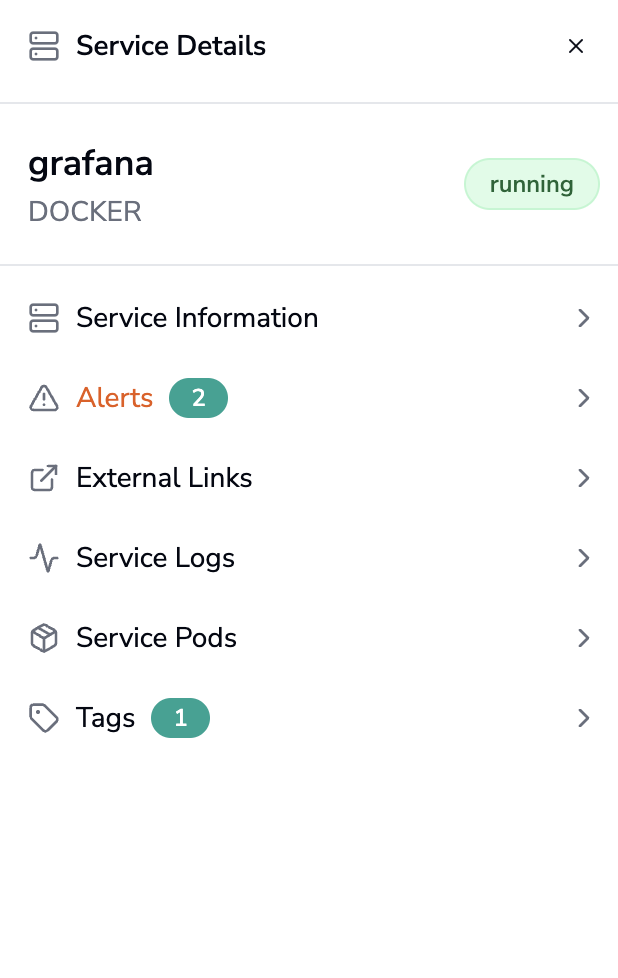 Service Details
grafana
running
DOCKER
Service Information
Alerts 2
External Links
Service Logs
Service Pods
Tags 1